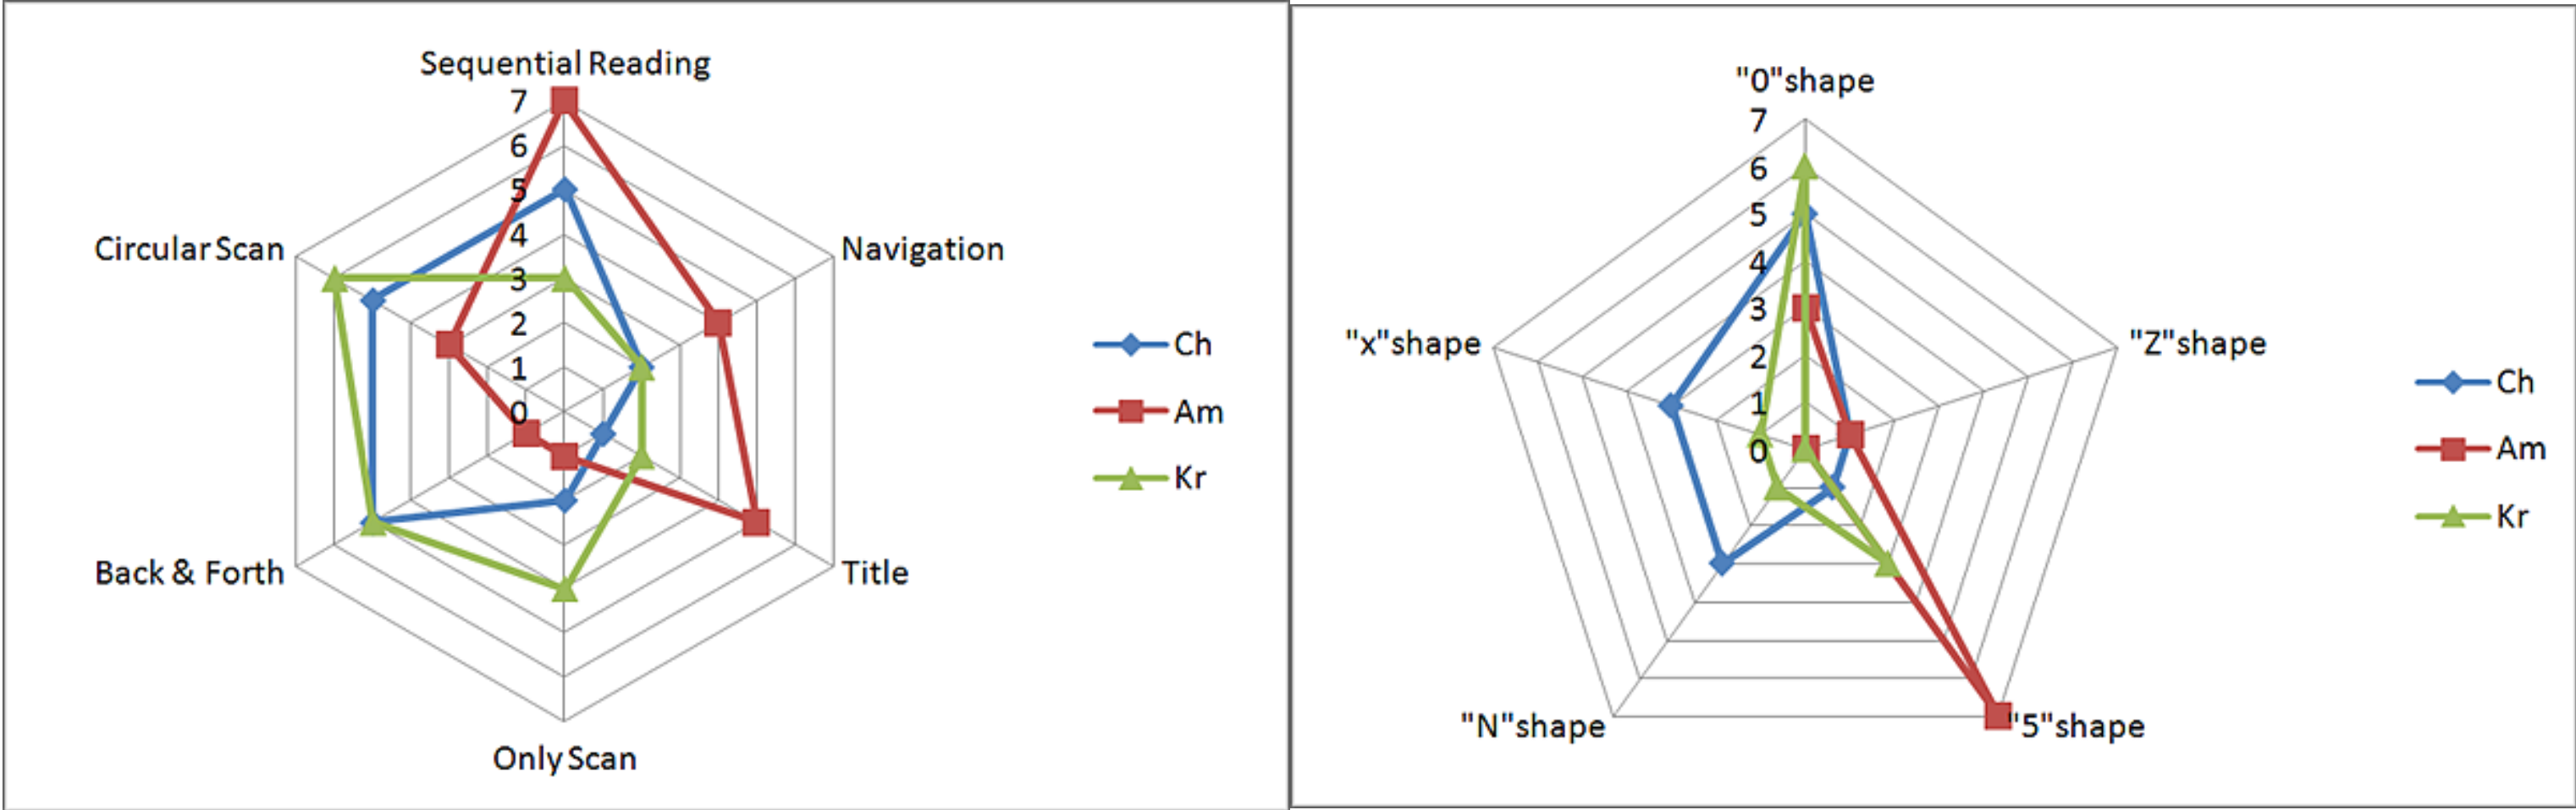 Sequential Reading
7
6
5
4
3
2
1
0
Circular Scan
Navigation
Back & Forth
Title
Only Scan
Ch
Am
Kr
"0"shape
7
6
5
4
3
2
1
0
"x"shape
"Z"shape
"N"shape
"5"shape
Ch
Am
Kr